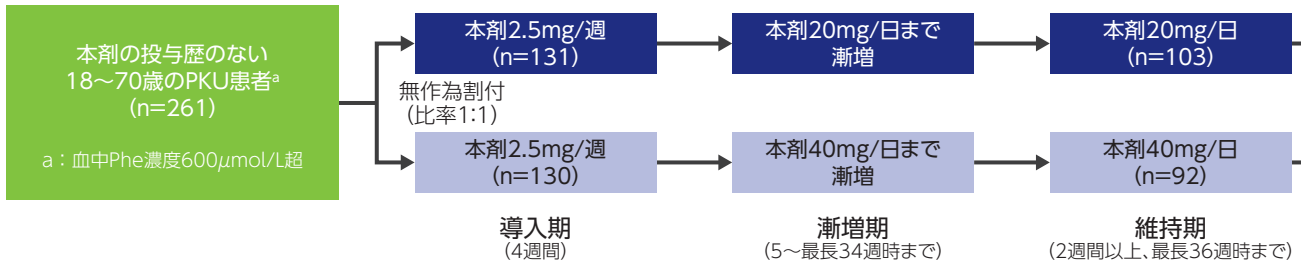 本剤の投与歴のない
18～70歳のPKU患者a
(n=261)
a：血中Phe濃度600μmol/L超
無作為割付
(比率1:1)
本剤2.5mg/週
(n=131)
本剤20mg/日まで
漸増
本剤20mg/日
(n=103)
本剤2.5mg/週
(n=130)
本剤40mg/日まで
漸増
本剤40mg/日
(n=92)
導入期
(4週間)
漸増期
(5～最長34週時まで)
維持期
(2週間以上、最長36週時まで)